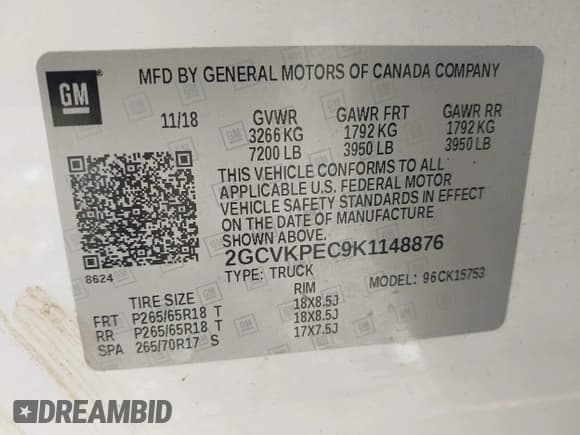 GM
®
MFD BY GENERAL MOTORS OF CANADA COMPANY
11/18 GVWR GAWR FRT GAWR RR
3266 KG 1792 KG 1792 KG
7200 LB 3950 LB 3950 LB
THIS VEHICLE CONFORMS TO ALL
APPLICABLE U.S. FEDERAL MOTOR
VEHICLE SAFETY STANDARDS IN EFFECT
ON THE DATE OF MANUFACTURE
SHOWN ABOVE.
8624
2GCVKPEC9K1148876
TYPE: TRUCK MODEL: 96CK15753
TIRE SIZE RIM
FRT P265/65R18 T 18X8.5J
RR P265/65R18 T 18X8.5J
SPA 265/70R17 S 17X7.5J
DREAMBID